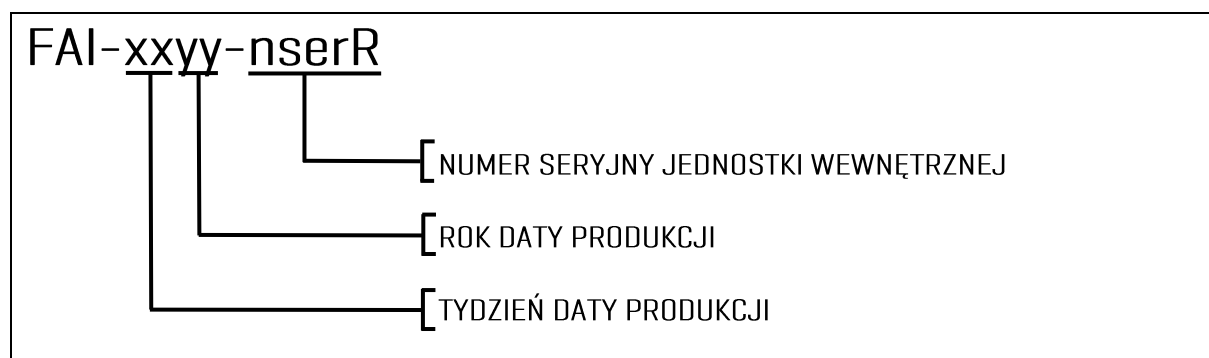 FAI-xxyy-nserR
NUMER SERYJNY JEDNOSTKI WEWNĘTRZNEJ
ROK DATY PRODUKCJI
TYDZIEŃ DATY PRODUKCJI